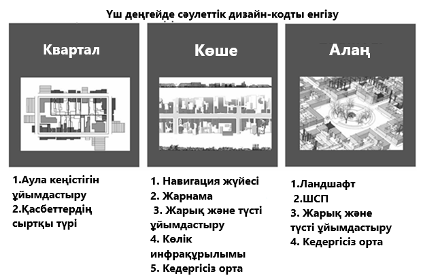 Үш деңгейде сәулеттік дизайн-кодты енгізу
Квартал
1.Аула кеңістігін
ұйымдастыру
2.Қасбеттердің
сыртқы түрі
Көше
1. Навигация жүйесі
2. Жарнама
3. Жарық және түсті
ұйымдастыру
4. Көлік
инфрақұрылымы
5. Кедергісіз орта
Алаң
1.Ландшафт
2.ШСП
3. Жарық және
түсті ұйымдастыру
4. Кедергісіз орта